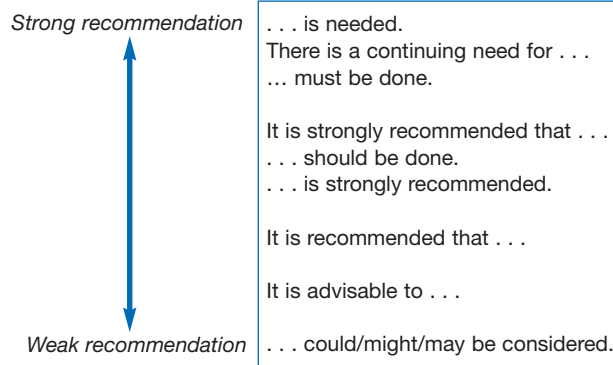 Strong recommendation
. . . is needed.
There is a continuing need for . . .
… must be done.
It is strongly recommended that . . .
. . . should be done.
. . . is strongly recommended.
It is recommended that . . .
It is advisable to . . .
Weak recommendation
. . . could/might/may be considered.